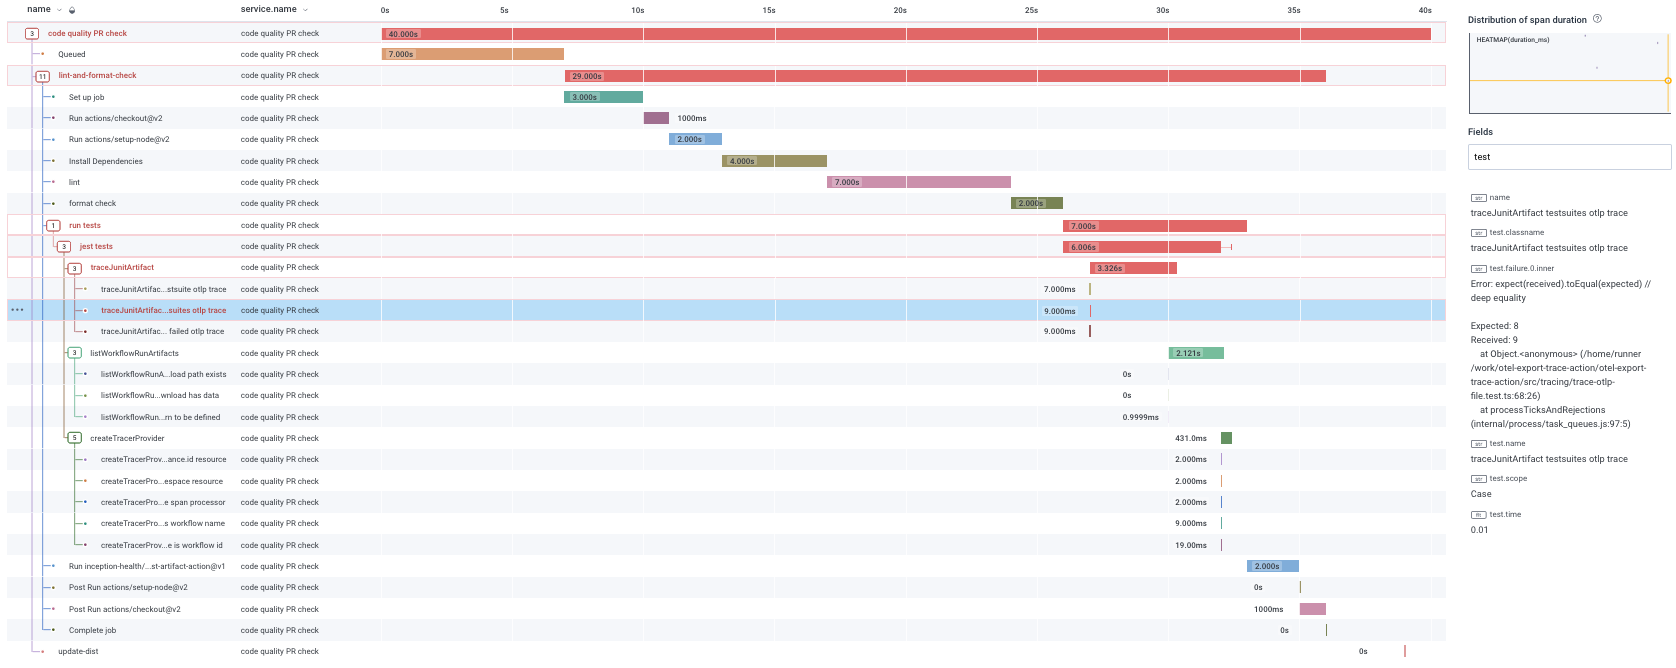 name service.name 0s 5s 10s 15s 20s 25s 30s 35s 40s
3 code quality PR check code quality PR check 40.000s
Queued code quality PR check 7.000s
11 lint-and-format-check code quality PR check 29.000s
Set up job code quality PR check 3.000s
Run actions/checkout@v2 code quality PR check 1000ms
Run actions/setup-node@v2 code quality PR check 2.000s
Install Dependencies code quality PR check 4.000s
lint code quality PR check 7.000s
format check code quality PR check 2.000s
1 run tests code quality PR check 7.000s
3 jest tests code quality PR check 6.006s
3 traceJunitArtifact code quality PR check 3.326s
traceJunitArtifac...stsuite otlp trace code quality PR check 7.000ms
••• traceJunitArtifac...suites otlp trace code quality PR check 9.000ms
traceJunitArtifac... failed otlp trace code quality PR check 9.000ms
3 listWorkflowRunArtifacts code quality PR check 2.121s
listWorkflowRunA...load path exists code quality PR check 0s
listWorkflowRu...wnload has data code quality PR check 0s
listWorkflowRun...rn to be defined code quality PR check 0.9999ms
5 createTracerProvider code quality PR check 431.0ms
createTracerProv...ance.id resource code quality PR check 2.000ms
createTracerPro...espace resource code quality PR check 2.000ms
createTracerPro...e span processor code quality PR check 2.000ms
createTracerPro...s workflow name code quality PR check 9.000ms
createTracerProv...e is workflow id code quality PR check 19.00ms
Run inception-health/...st-artifact-action@v1 code quality PR check 2.000s
Post Run actions/setup-node@v2 code quality PR check 0s
Post Run actions/checkout@v2 code quality PR check 1000ms
Complete job code quality PR check 0s
update-dist code quality PR check 0s
Distribution of span duration
HEATMAP(duration_ms)
Fields
test
str name
traceJunitArtifact testsuites otlp trace
str test.classname
traceJunitArtifact testsuites otlp trace
str test.failure.0.inner
Error: expect(received).toEqual(expected) //
deep equality
Expected: 8
Received: 9
at Object.<anonymous> (/home/runner
/work/otel-export-trace-action/otel-export-
trace-action/src/tracing/trace-otlp-
file.test.ts:68:26)
at processTicksAndRejections
(internal/process/task_queues.js:97:5)
str test.name
traceJunitArtifact testsuites otlp trace
str test.scope
Case
flt test.time
0.01